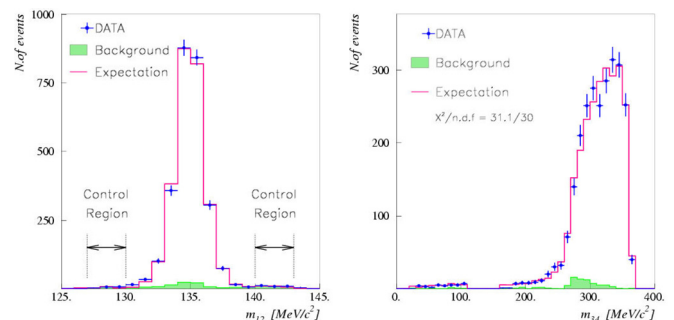 1000
750
500
250
N.of events
DATA
Background
Expectation
Control
Region
Control
Region
125.
130.
135.
140.
145.
m12 [MeV/c²]
300
200
100
N.of events
DATA
Background
Expectation
X²/n.d.f = 31.1/30
0.
100.
200.
300.
400.
m34 [MeV/c²]